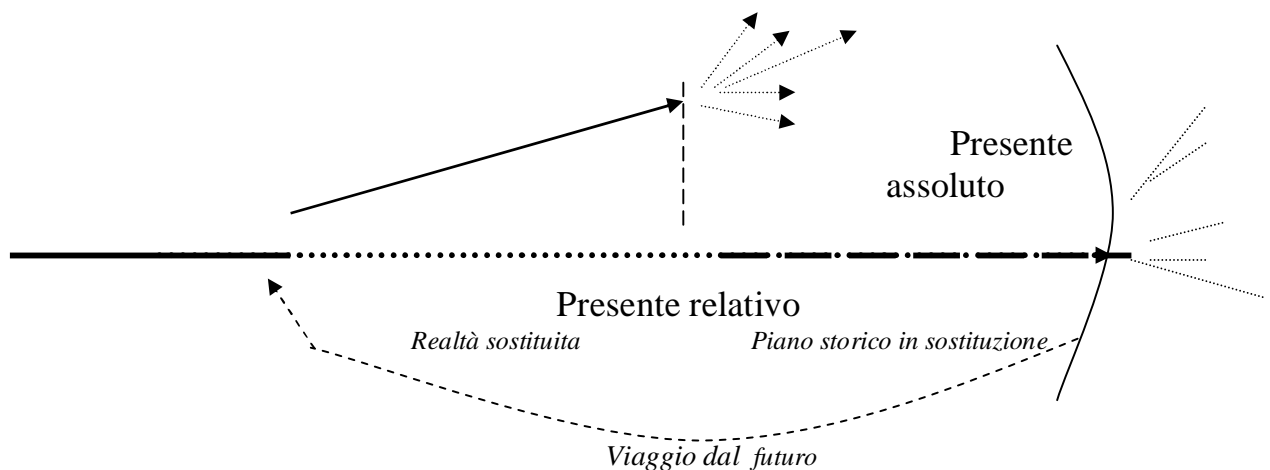 Presente
assoluto
Presente relativo
Realtà sostituita
Piano storico in sostituzione
Viaggio dal futuro